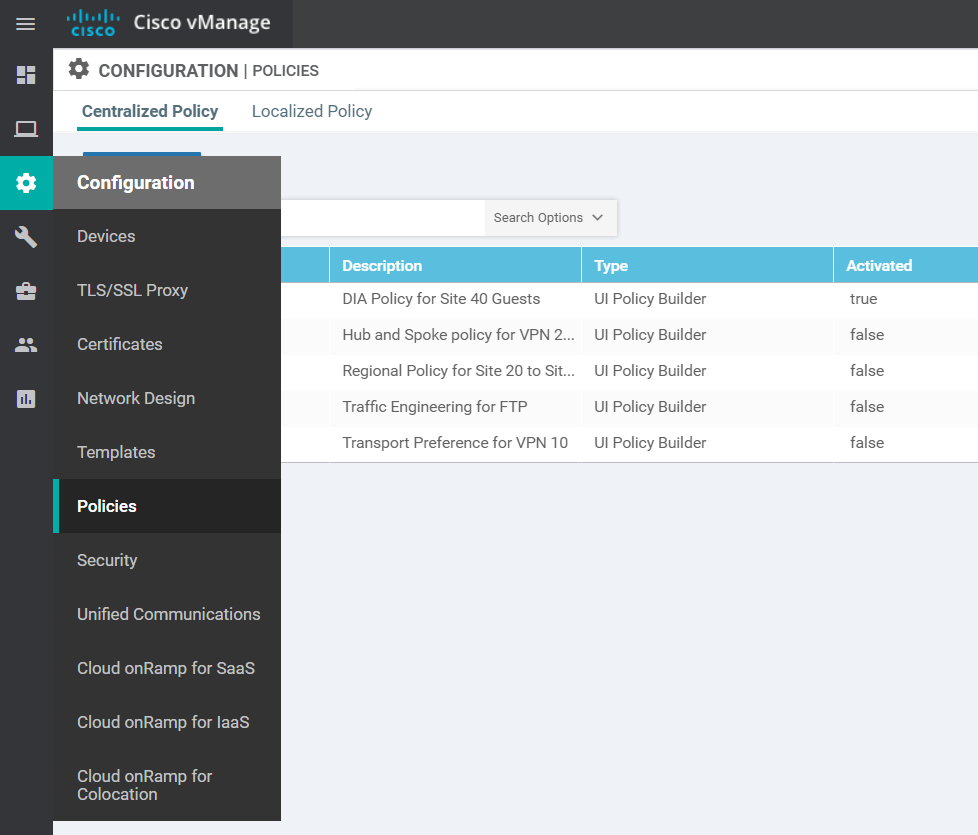 cisco
Cisco vManage
CONFIGURATION | POLICIES
Centralized Policy
Localized Policy
Configuration
Devices
TLS/SSL Proxy
Certificates
Network Design
Templates
Policies
Security
Unified Communications
Cloud onRamp for SaaS
Cloud onRamp for IaaS
Cloud onRamp for
Colocation
Search Options
Description Type Activated
DIA Policy for Site 40 Guests UI Policy Builder true
Hub and Spoke policy for VPN 2... UI Policy Builder false
Regional Policy for Site 20 to Sit... UI Policy Builder false
Traffic Engineering for FTP UI Policy Builder false
Transport Preference for VPN 10 UI Policy Builder false